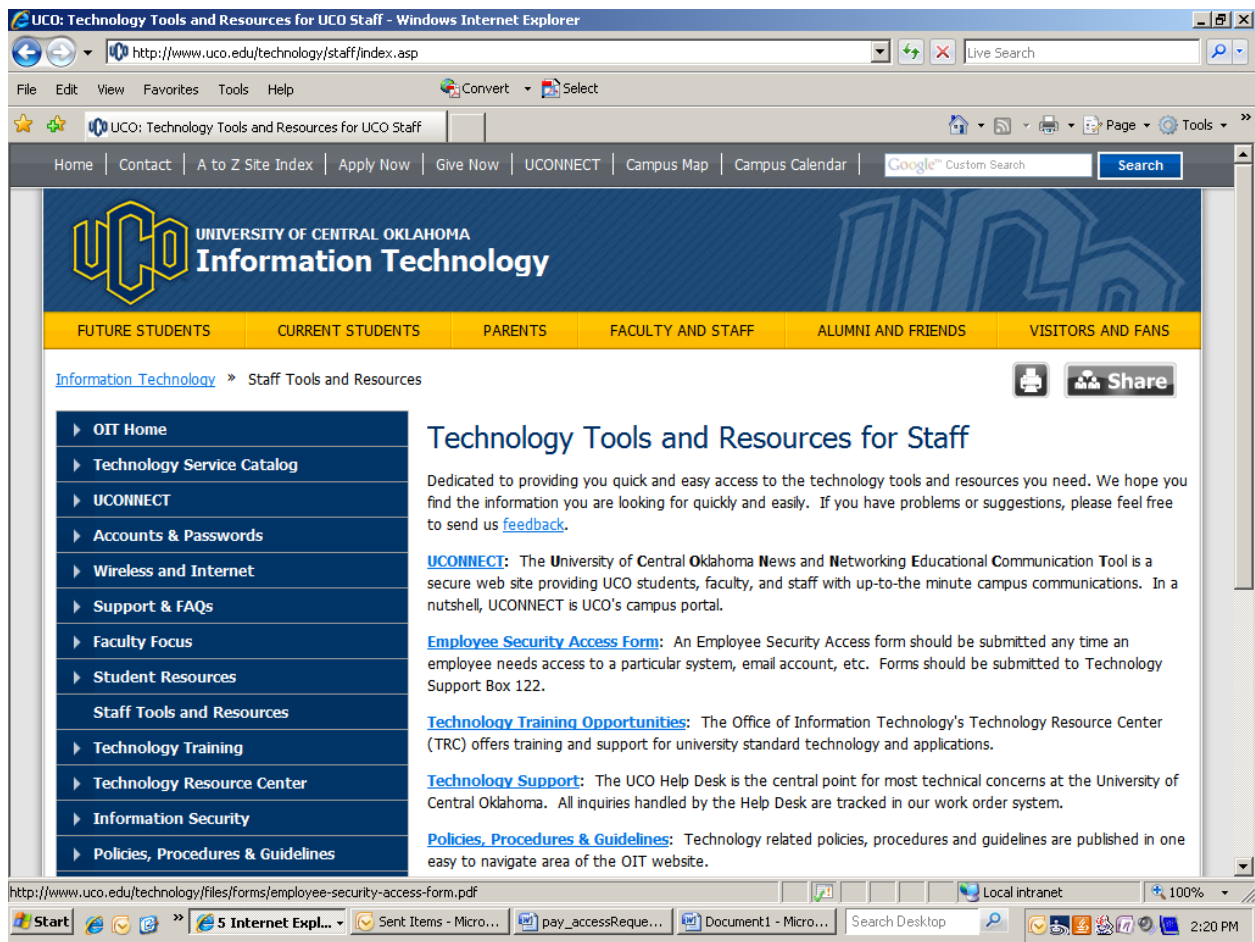 UCO: Technology Tools and Resources for UCO Staff - Windows Internet Explorer
http://www.uco.edu/technology/staff/index.asp
Live Search
File Edit View Favorites Tools Help
Convert Select
UCO: Technology Tools and Resources for UCO Staff
Page Tools »
Home | Contact | A to Z Site Index | Apply Now | Give Now | UCONNECT | Campus Map | Campus Calendar |
Google™ Custom Search
Search
UCO
UNIVERSITY OF CENTRAL OKLAHOMA
Information Technology
FUTURE STUDENTS CURRENT STUDENTS PARENTS FACULTY AND STAFF ALUMNI AND FRIENDS VISITORS AND FANS
Information Technology » Staff Tools and Resources
Share
OIT Home
Technology Service Catalog
UCONNECT
Accounts & Passwords
Wireless and Internet
Support & FAQs
Faculty Focus
Student Resources
Staff Tools and Resources
Technology Training
Technology Resource Center
Information Security
Policies, Procedures & Guidelines
Technology Tools and Resources for Staff
Dedicated to providing you quick and easy access to the technology tools and resources you need. We hope you
find the information you are looking for quickly and easily. If you have problems or suggestions, please feel free
to send us feedback.
UCONNECT: The University of Central Oklahoma News and Networking Educational Communication Tool is a
secure web site providing UCO students, faculty, and staff with up-to-the minute campus communications. In a
nutshell, UCONNECT is UCO's campus portal.
Employee Security Access Form: An Employee Security Access form should be submitted any time an
employee needs access to a particular system, email account, etc. Forms should be submitted to Technology
Support Box 122.
Technology Training Opportunities: The Office of Information Technology's Technology Resource Center
(TRC) offers training and support for university standard technology and applications.
Technology Support: The UCO Help Desk is the central point for most technical concerns at the University of
Central Oklahoma. All inquiries handled by the Help Desk are tracked in our work order system.
Policies, Procedures & Guidelines: Technology related policies, procedures and guidelines are published in one
easy to navigate area of the OIT website.
http://www.uco.edu/technology/files/forms/employee-security-access-form.pdf
Local intranet
100%
Start
»
5 Internet Expl...
Sent Items - Micro...
pay_accessReque...
Document1 - Micro...
Search Desktop
2:20 PM